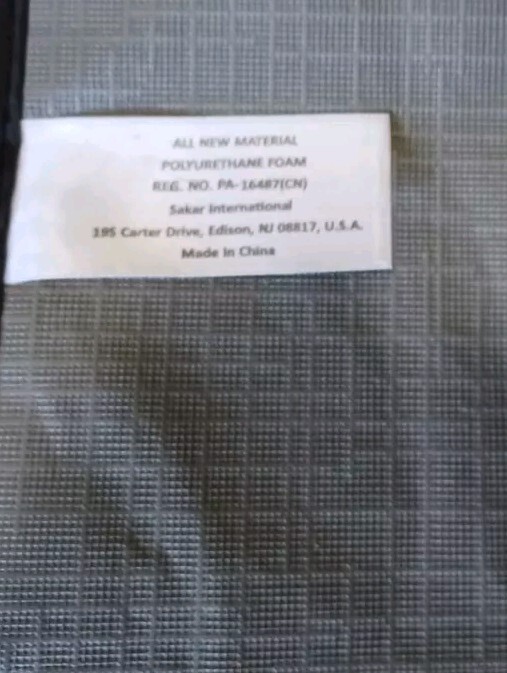 ALL NEW MATERIAL
POLYURETHANE FOAM
REG. NO. PA-16487(CN)
Sakar International
195 Carter Drive, Edison, NJ 08817, U.S.A.
Made In China